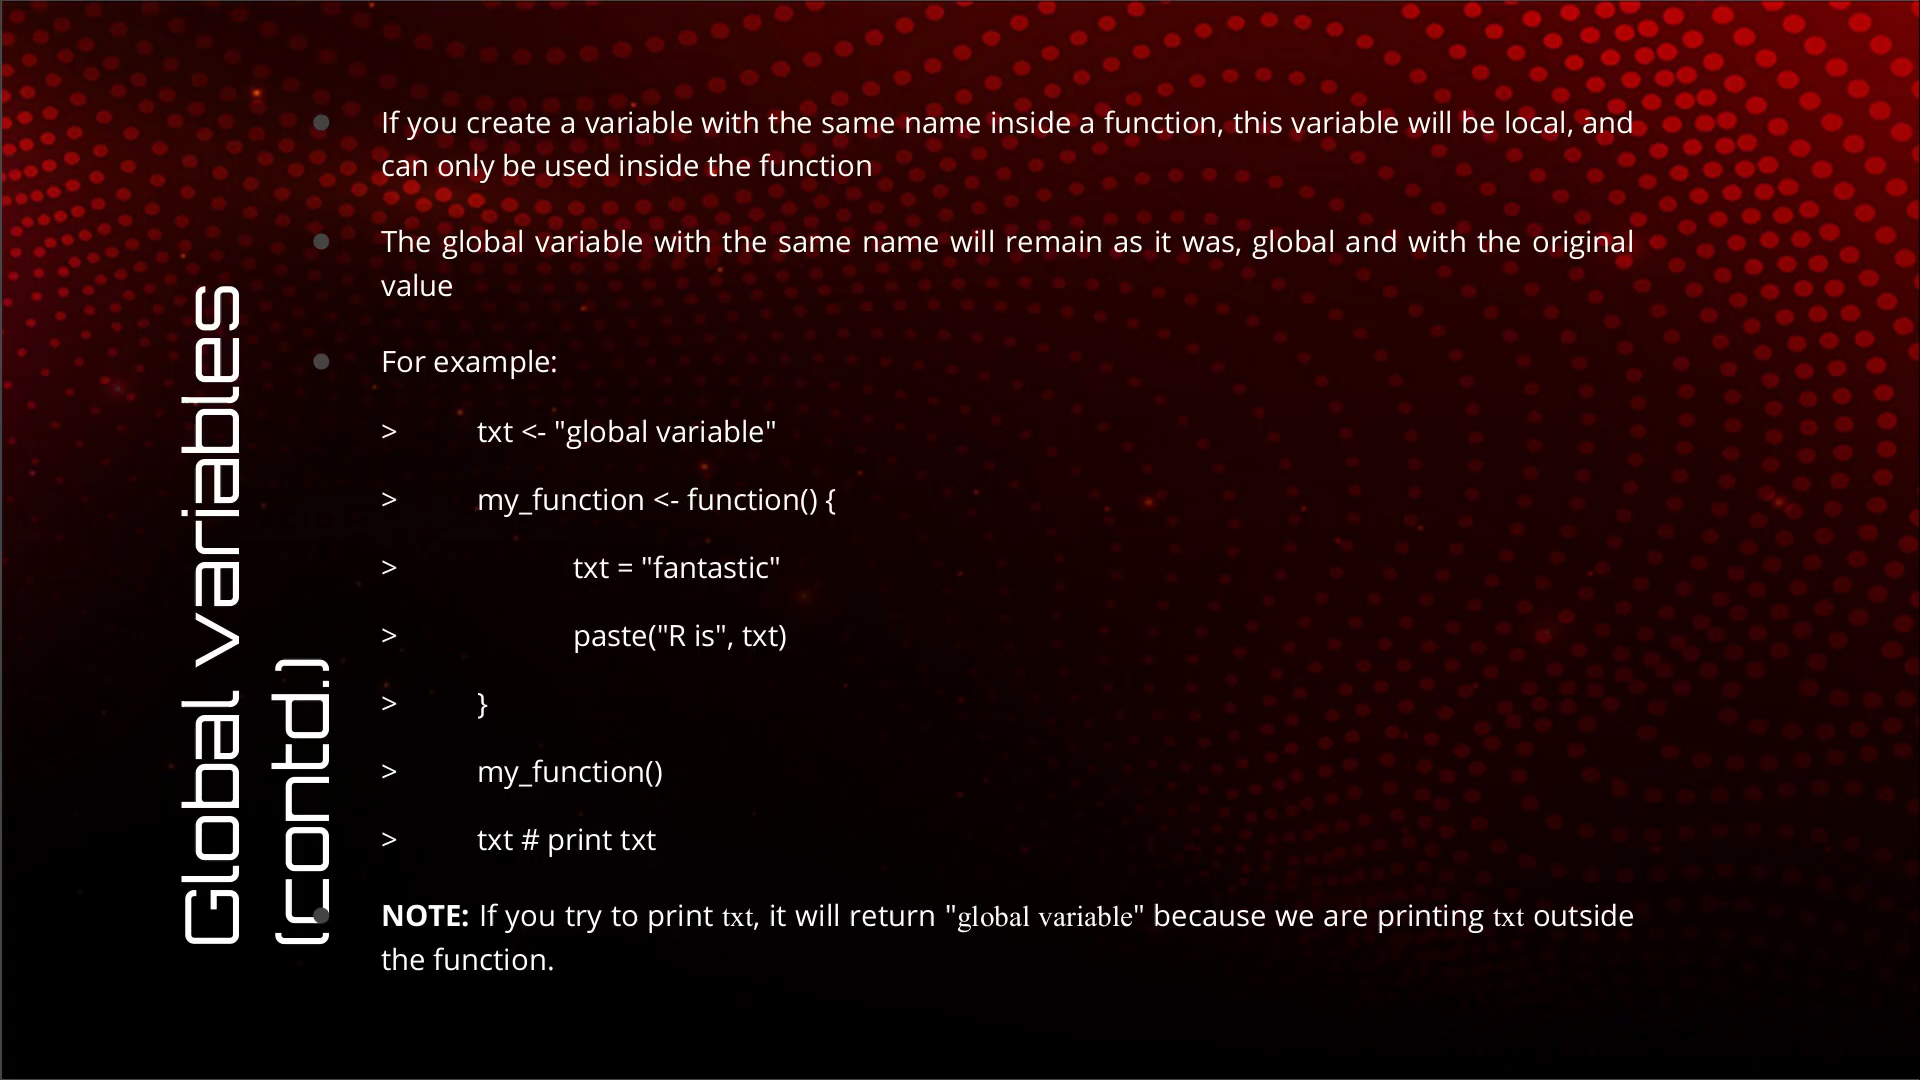 Global variables
(contd.)
If you create a variable with the same name inside a function, this variable will be local, and
can only be used inside the function
The global variable with the same name will remain as it was, global and with the original
value
For example:
> txt <- "global variable"
> my_function <- function() {
> txt = "fantastic"
> paste("R is", txt)
> }
> my_function()
> txt # print txt
NOTE: If you try to print txt, it will return "global variable" because we are printing txt outside
the function.